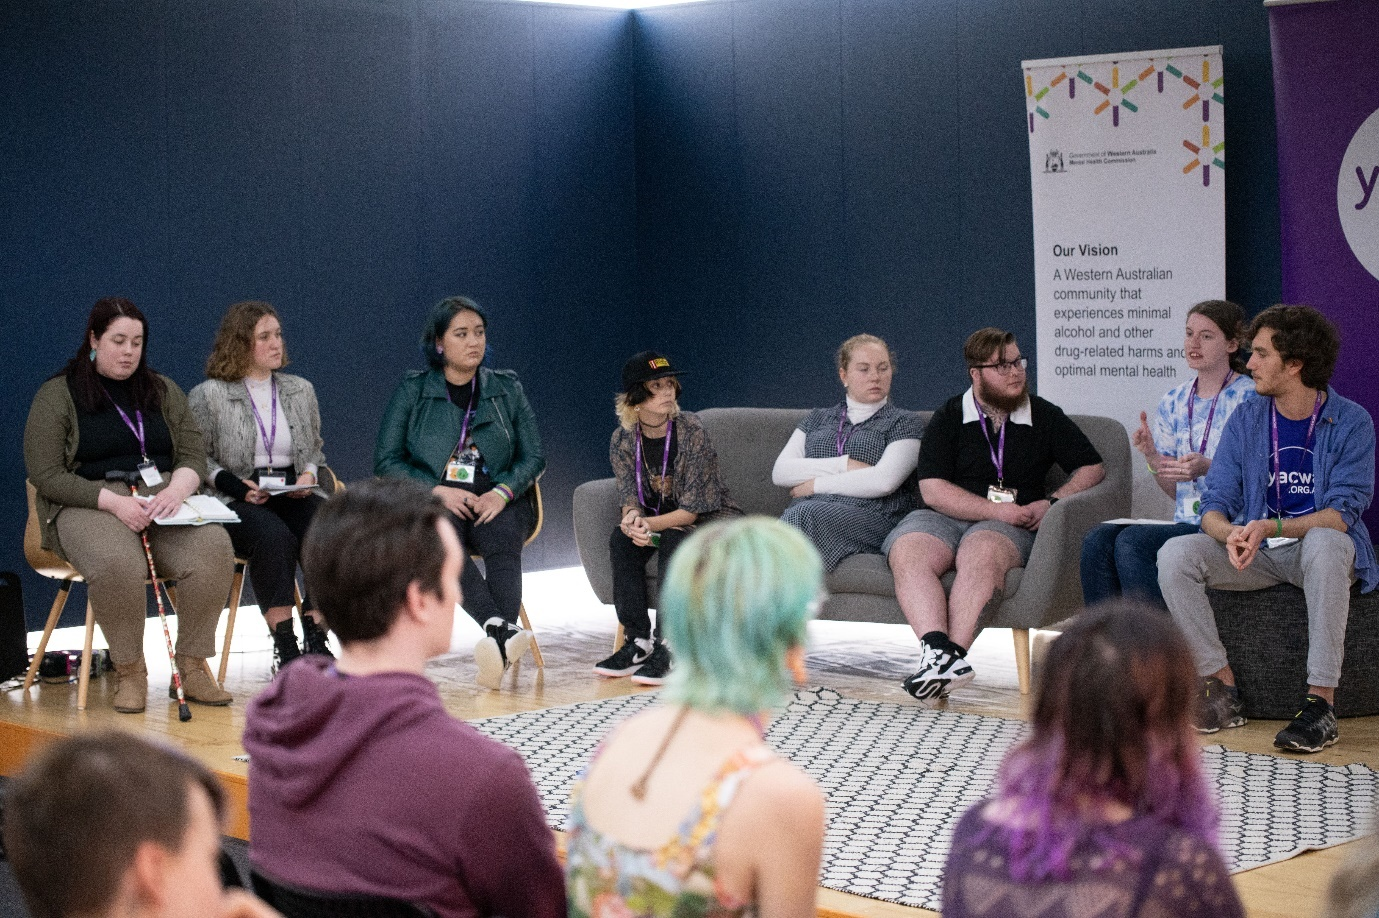 Government of Western Australia
Mental Health Commission
Our Vision
A Western Australian
community that
experiences minimal
alcohol and other
drug-related harms and
optimal mental health
y
yacwa
.ORG.A